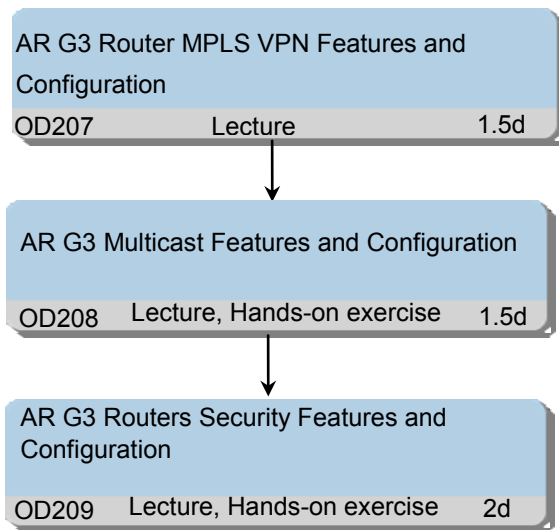 AR G3 Router MPLS VPN Features and
Configuration
OD207 Lecture 1.5d
AR G3 Multicast Features and Configuration
OD208 Lecture, Hands-on exercise 1.5d
AR G3 Routers Security Features and
Configuration
OD209 Lecture, Hands-on exercise 2d